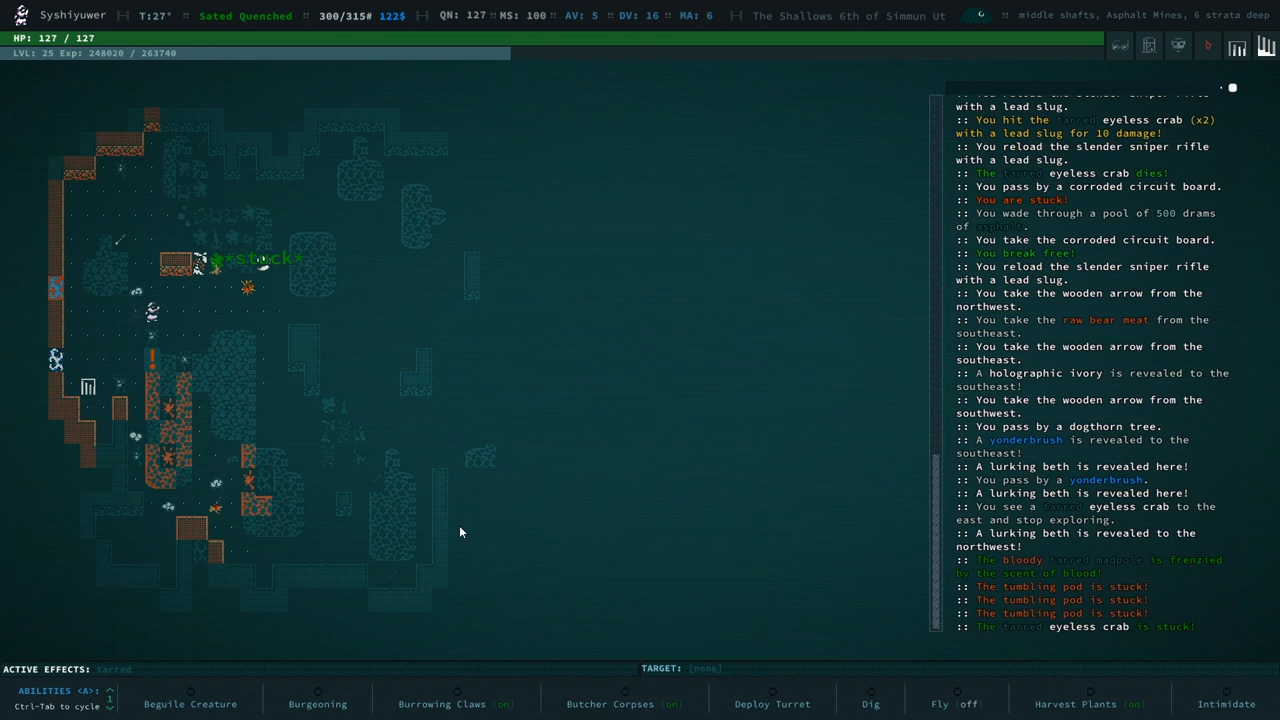 Syshiyuwer T:27° Sated Quenched 300/315# 122$ QN: 127 MS: 100 AV: 5 DV: 16 MA: 6 The Shallows 6th of Simmun Ut middle shafts, Asphalt Mines, 6 strata deep
HP: 127 / 127
LVL: 25 Exp: 248020 / 263740
:: You reload the slender sniper rifle
with a lead slug.
:: You hit the tarred eyeless crab (x2)
with a lead slug for 10 damage!
:: You reload the slender sniper rifle
with a lead slug.
:: The tarred eyeless crab dies!
:: You pass by a corroded circuit board.
:: You are stuck!
:: You wade through a pool of 500 drams
of asphalt.
:: You take the corroded circuit board.
:: You break free!
:: You reload the slender sniper rifle
with a lead slug.
:: You take the wooden arrow from the
northwest.
:: You take the raw bear meat from the
southeast.
:: You take the wooden arrow from the
southeast.
:: A holographic ivory is revealed to the
southeast!
:: You take the wooden arrow from the
southwest.
:: You pass by a dogthorn tree.
:: A yonderbrush is revealed to the
southeast!
:: A lurking beth is revealed here!
:: You pass by a yonderbrush.
:: A lurking beth is revealed here!
:: You see a tarred eyeless crab to the
east and stop exploring.
:: A lurking beth is revealed to the
northwest!
:: The bloody tarred madpole is frenzied
by the scent of blood!
:: The tumbling pod is stuck!
:: The tumbling pod is stuck!
:: The tumbling pod is stuck!
:: The tarred eyeless crab is stuck!
*stuck*
!
ACTIVE EFFECTS: tarred TARGET: [none]
ABILITIES <A>:
Ctrl-Tab to cycle
1
Beguile Creature Burgeoning Burrowing Claws [on] Butcher Corpses [on] Deploy Turret Dig Fly [off] Harvest Plants [on] Intimidate